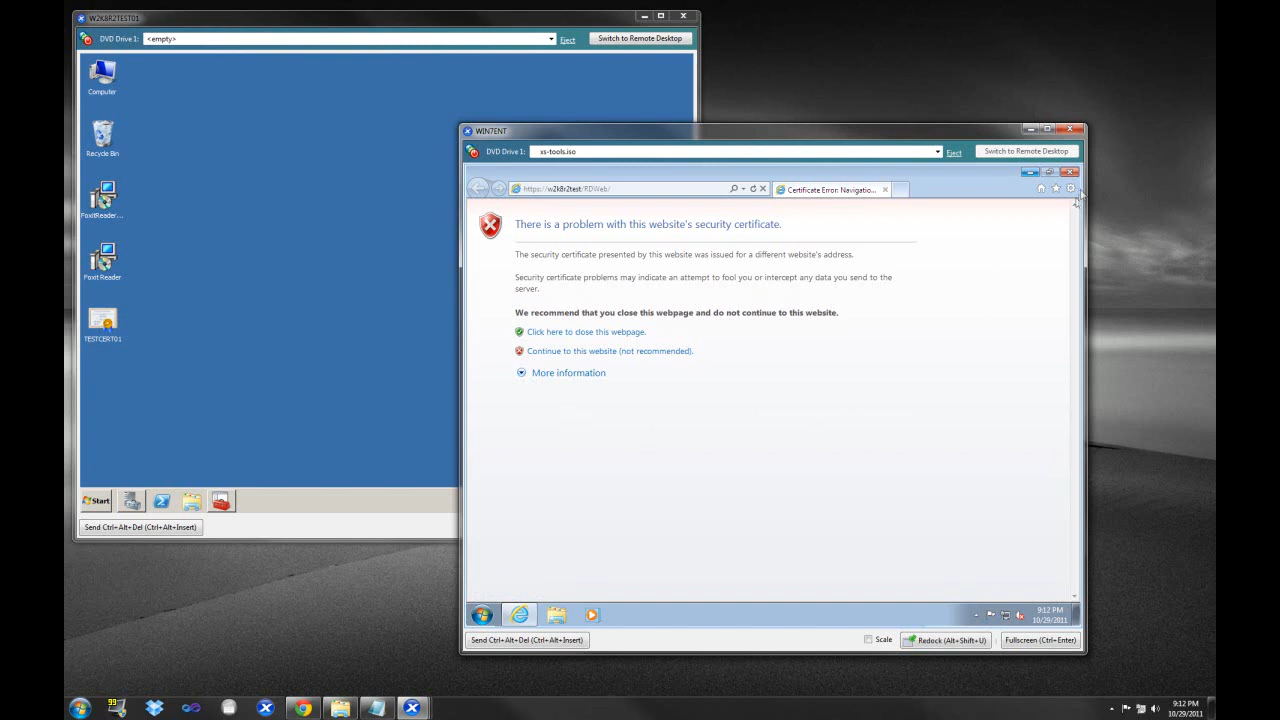 W2K8R2TEST01
DVD Drive 1: <empty> Eject Switch to Remote Desktop
Computer
Recycle Bin
FoxitReader...
Foxit Reader
TESTCERT01
Start
Send Ctrl+Alt+Del (Ctrl+Alt+Insert)
WIN7ENT
DVD Drive 1: xs-tools.iso Eject Switch to Remote Desktop
https://w2k8r2test/RDWeb/ Certificate Error: Navigatio...
There is a problem with this website's security certificate.
The security certificate presented by this website was issued for a different website's address.
Security certificate problems may indicate an attempt to fool you or intercept any data you send to the
server.
We recommend that you close this webpage and do not continue to this website.
Click here to close this webpage.
Continue to this website (not recommended).
More information
9:12 PM
10/29/2011
Send Ctrl+Alt+Del (Ctrl+Alt+Insert) Scale Redock (Alt+Shift+U) Fullscreen (Ctrl+Enter)
99
9:12 PM
10/29/2011